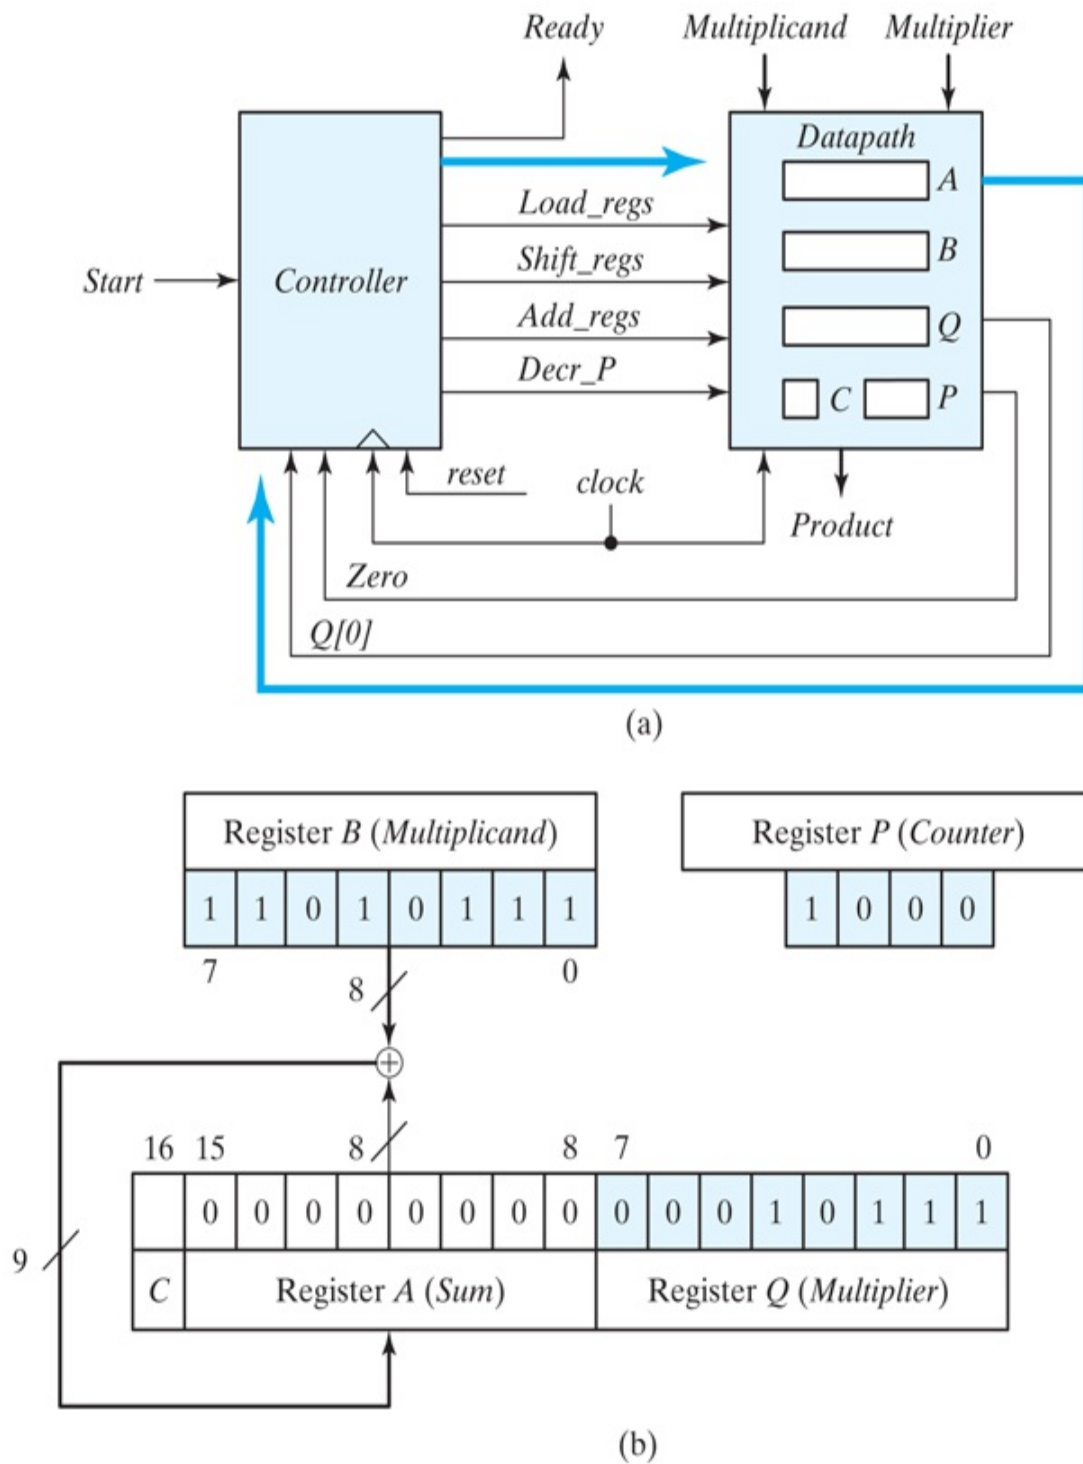 Ready Multiplicand Multiplier
Datapath
A
Load_regs
B
Start Controller Shift_regs
Add_regs Q
Decr_P
C P
reset clock
Product
Zero
Q[0]
(a)
Register B (Multiplicand) Register P (Counter)
1 1 0 1 0 1 1 1 1 0 0 0
7 8 0
+
16 15 8 8 7 0
0 0 0 0 0 0 0 0 0 0 0 1 0 1 1 1
9
C Register A (Sum) Register Q (Multiplier)
(b)